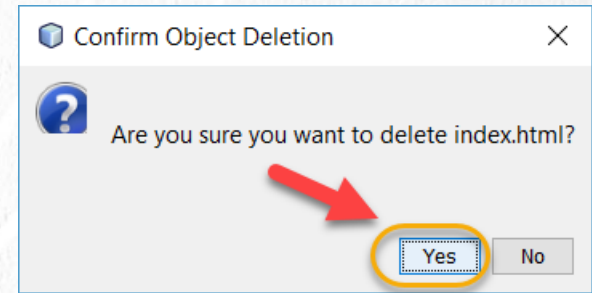 Confirm Object Deletion
Are you sure you want to delete index.html?
Yes No